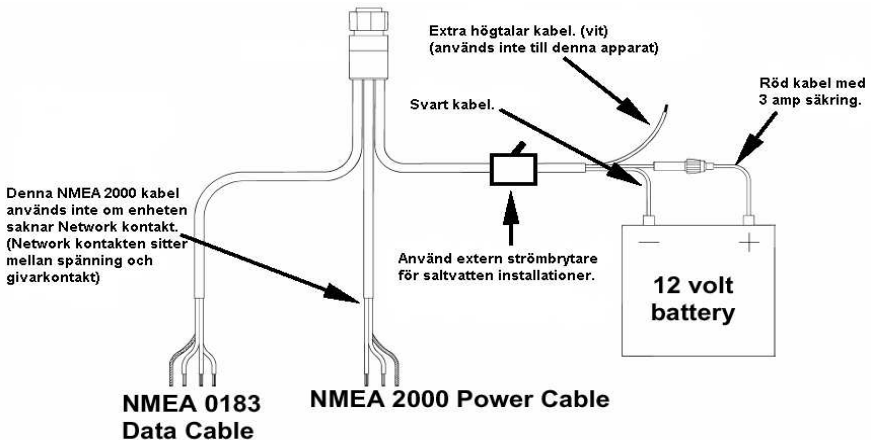 Extra högtalar kabel. (vit)
(används inte till denna apparat)
Röd kabel med
3 amp säkring.
Svart kabel.
Denna NMEA 2000 kabel
används inte om enheten
saknar Network kontakt.
(Network kontakten sitter
mellan spänning och
givarkontakt)
Använd extern strömbrytare
för saltvatten installationer.
− +
12 volt
battery
NMEA 0183
Data Cable
NMEA 2000 Power Cable